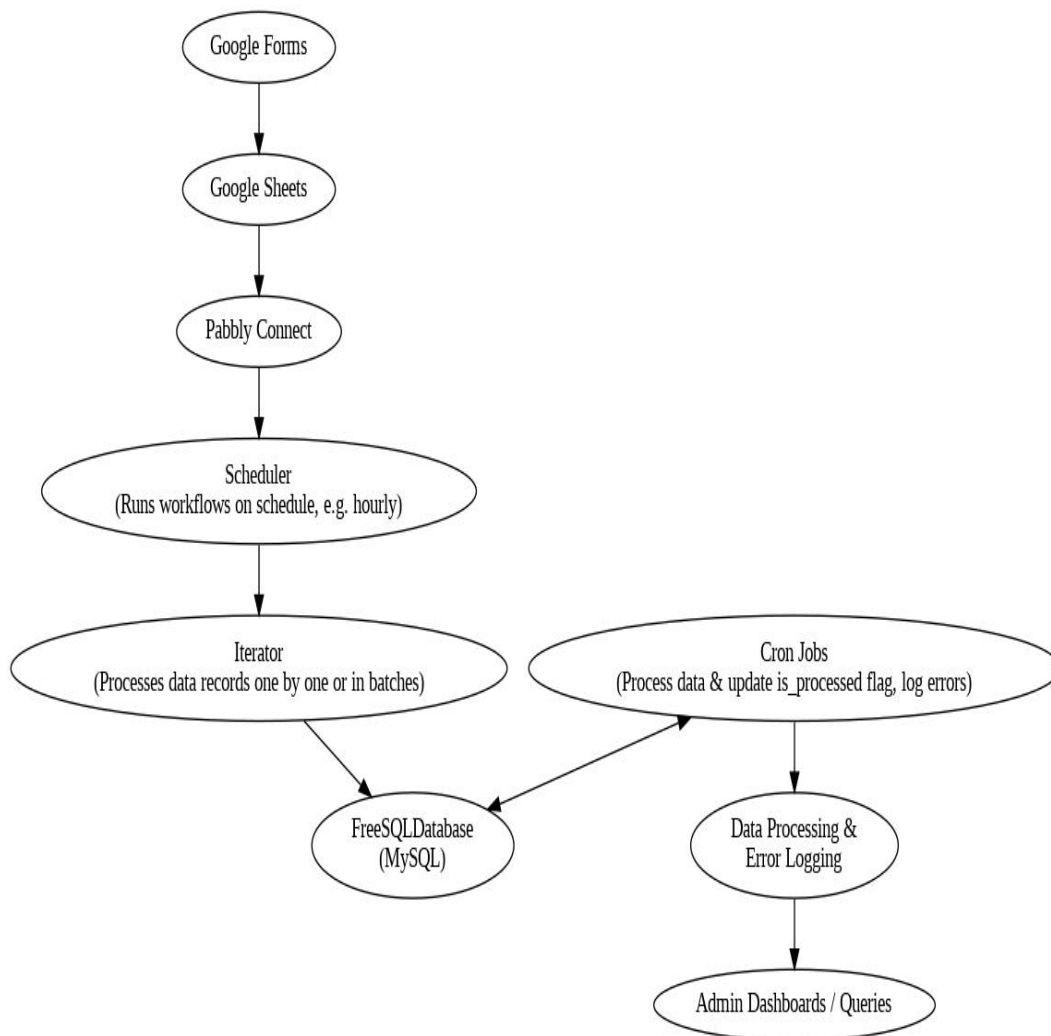 Google Forms
Google Sheets
Pabbly Connect
Scheduler
(Runs workflows on schedule, e.g. hourly)
Iterator
(Processes data records one by one or in batches)
Cron Jobs
(Process data & update is_processed flag, log errors)
FreeSQLDatabase
(MySQL)
Data Processing &
Error Logging
Admin Dashboards / Queries